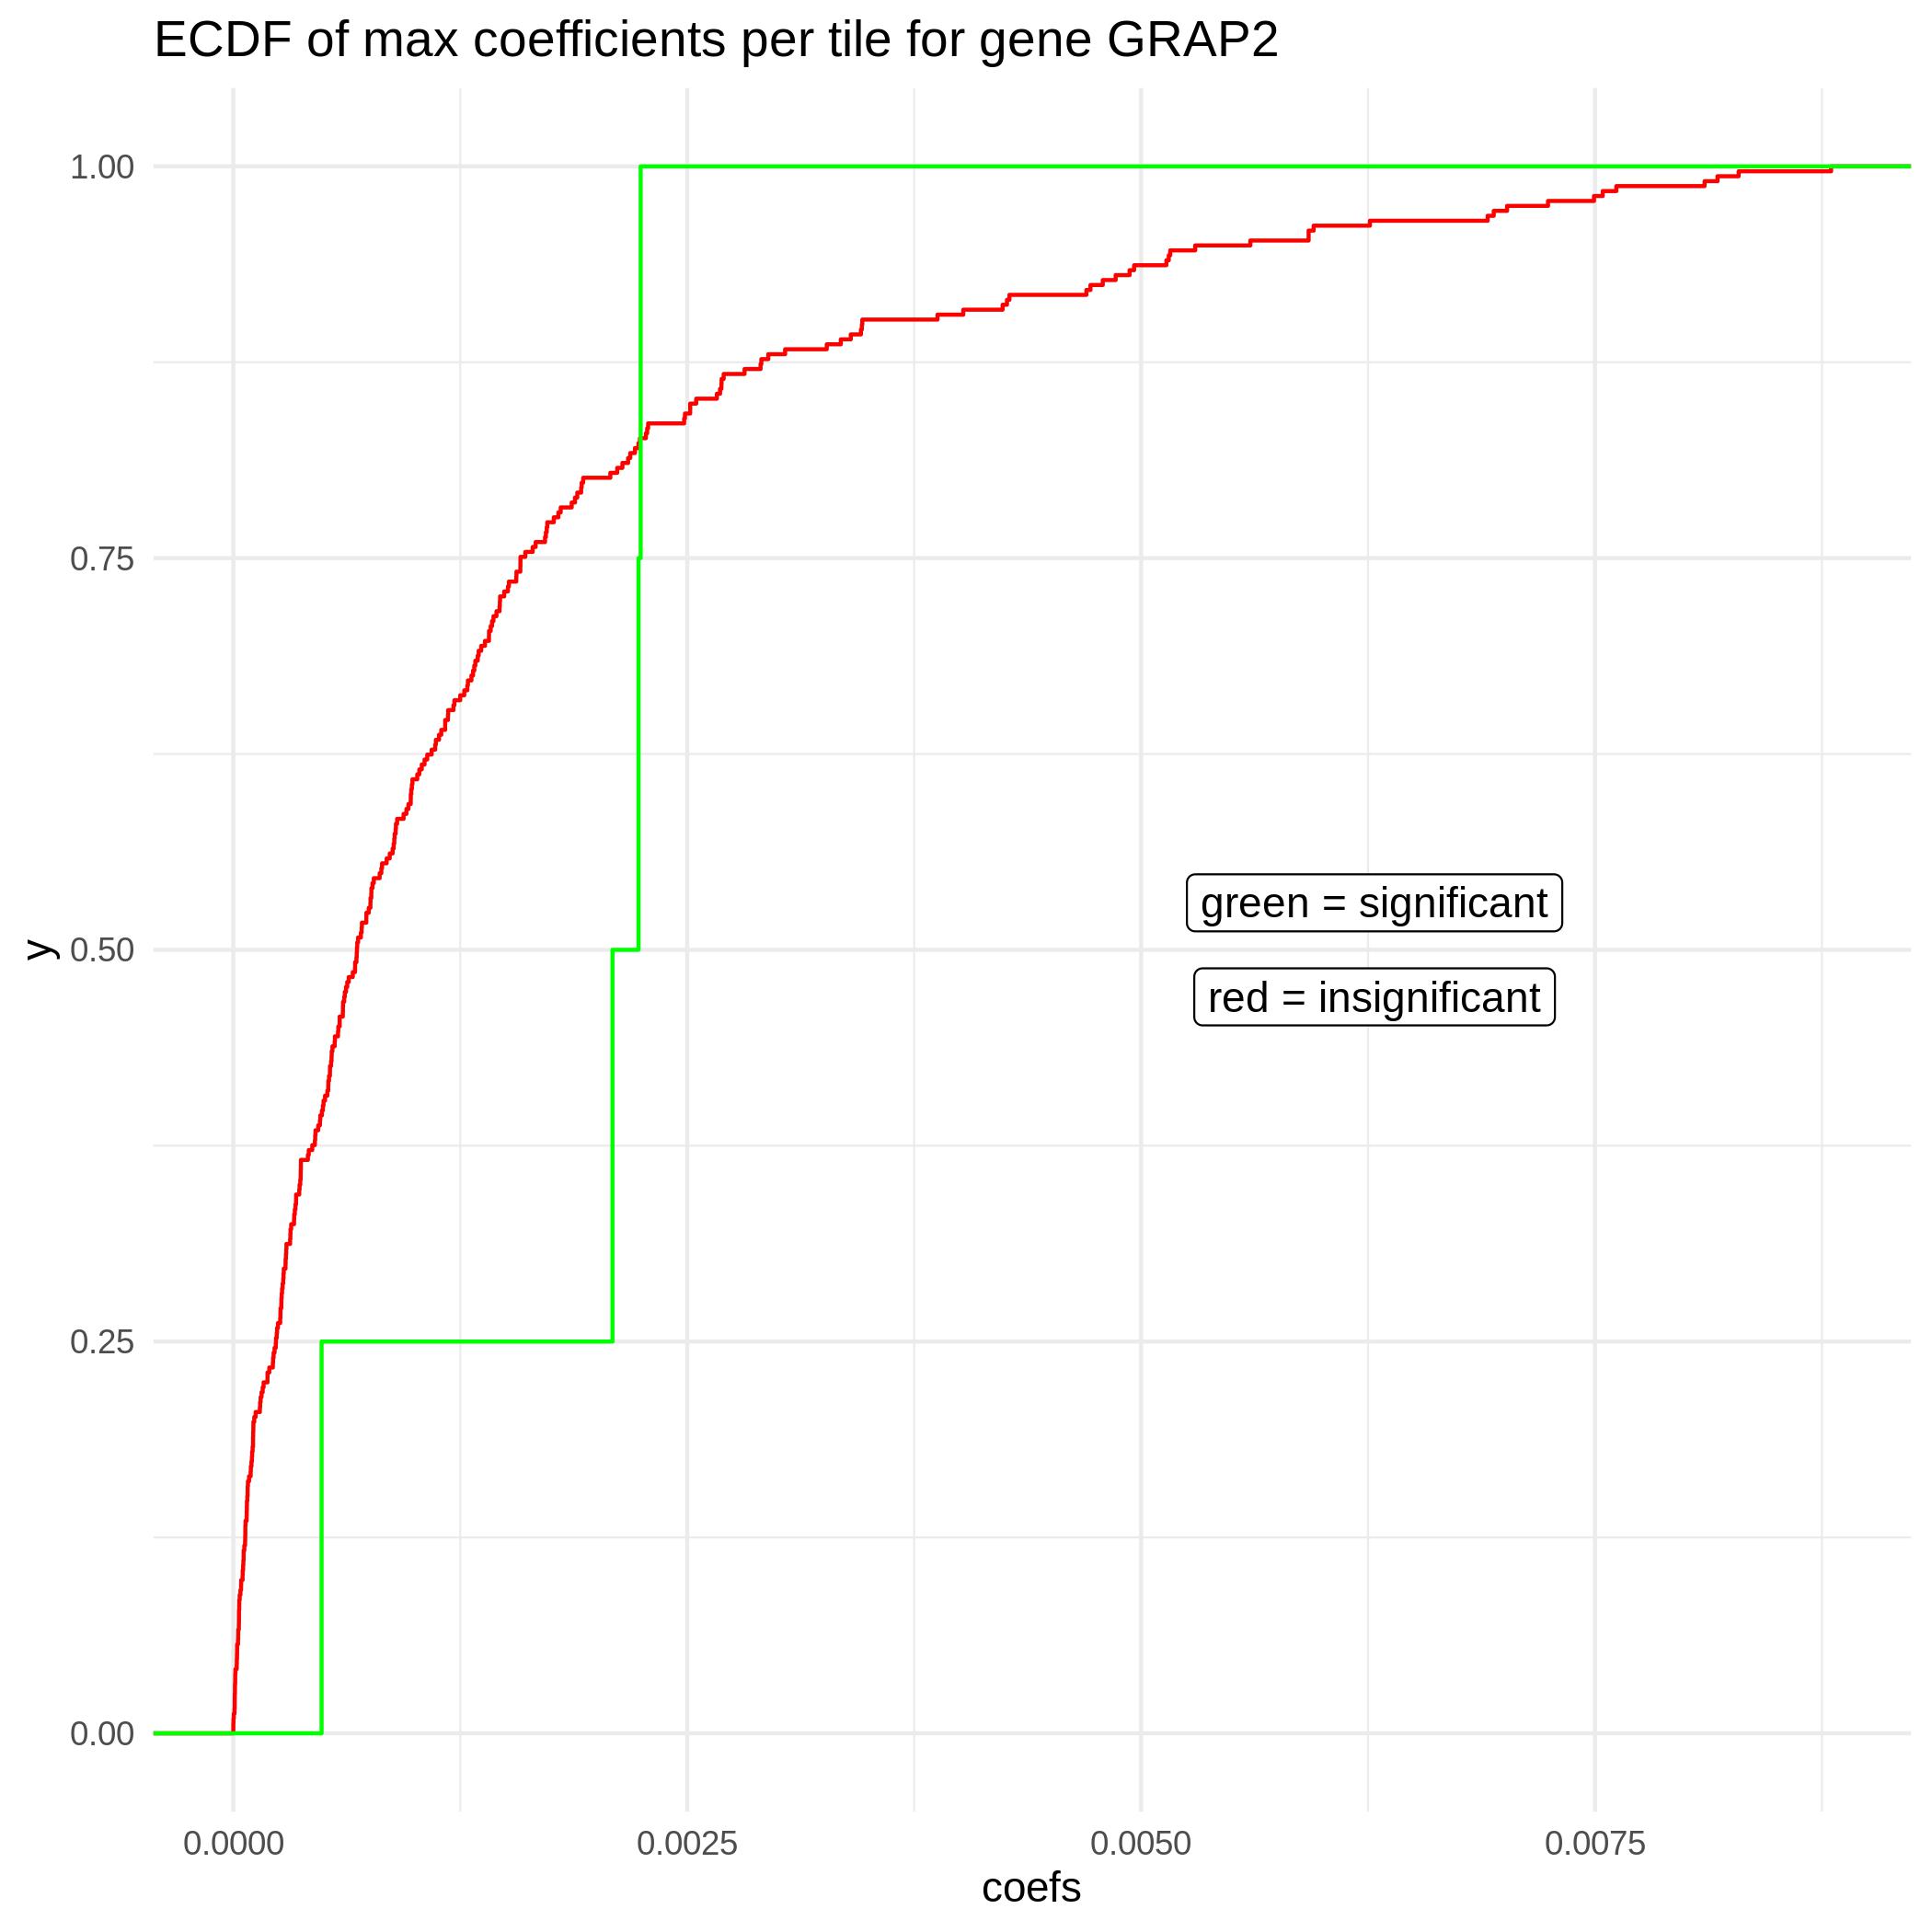 ECDF of max coefficients per tile for gene GRAP2
1.00
0.75
0.50
0.25
0.00
y
green = significant
red = insignificant
0.0000
0.0025
0.0050
0.0075
coefs